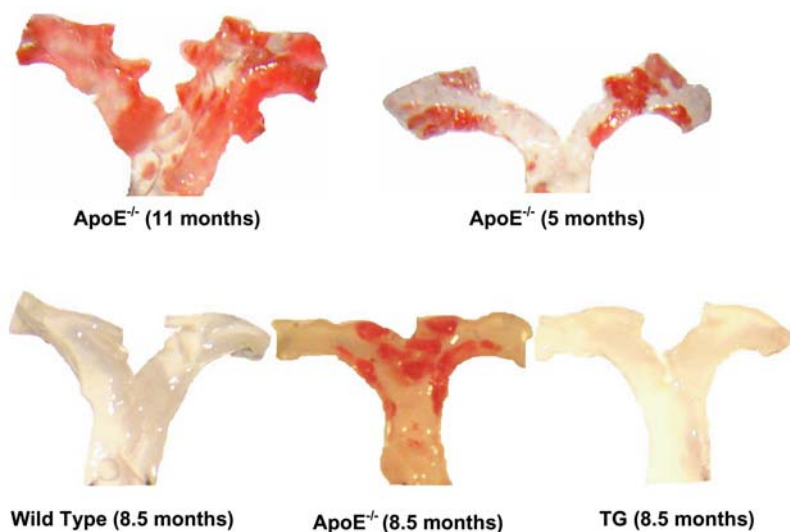 ApoE⁻/⁻ (11 months)
ApoE⁻/⁻ (5 months)
Wild Type (8.5 months)
ApoE⁻/⁻ (8.5 months)
TG (8.5 months)